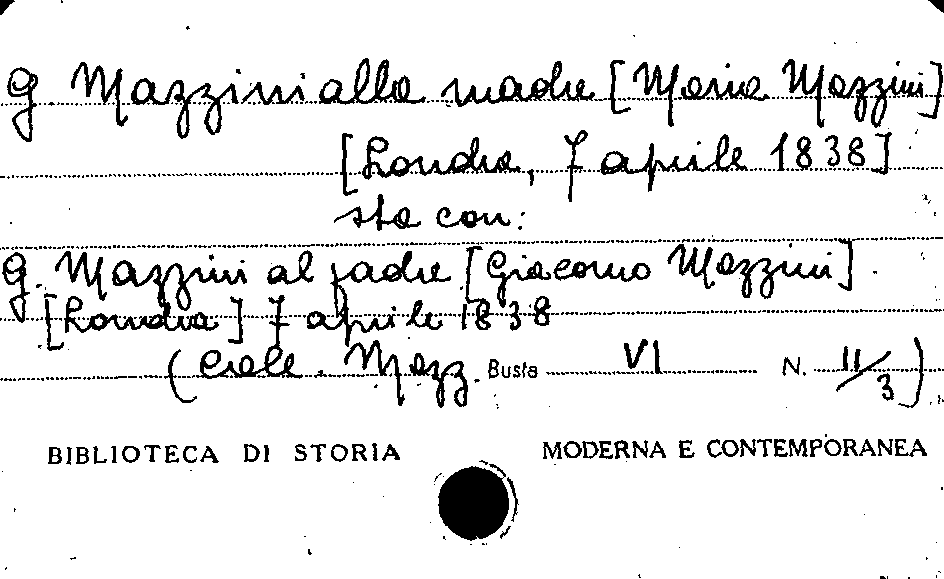 G. Mazzini alla madre [Maria Mazzini]
[Londra, 7 aprile 1838]
sta con:
G. Mazzini al padre [Giacomo Mazzini].
[Londra] 7 aprile 1838
( Mazz. Busta VI N. 11/3)
BIBLIOTECA DI STORIA MODERNA E CONTEMPORANEA